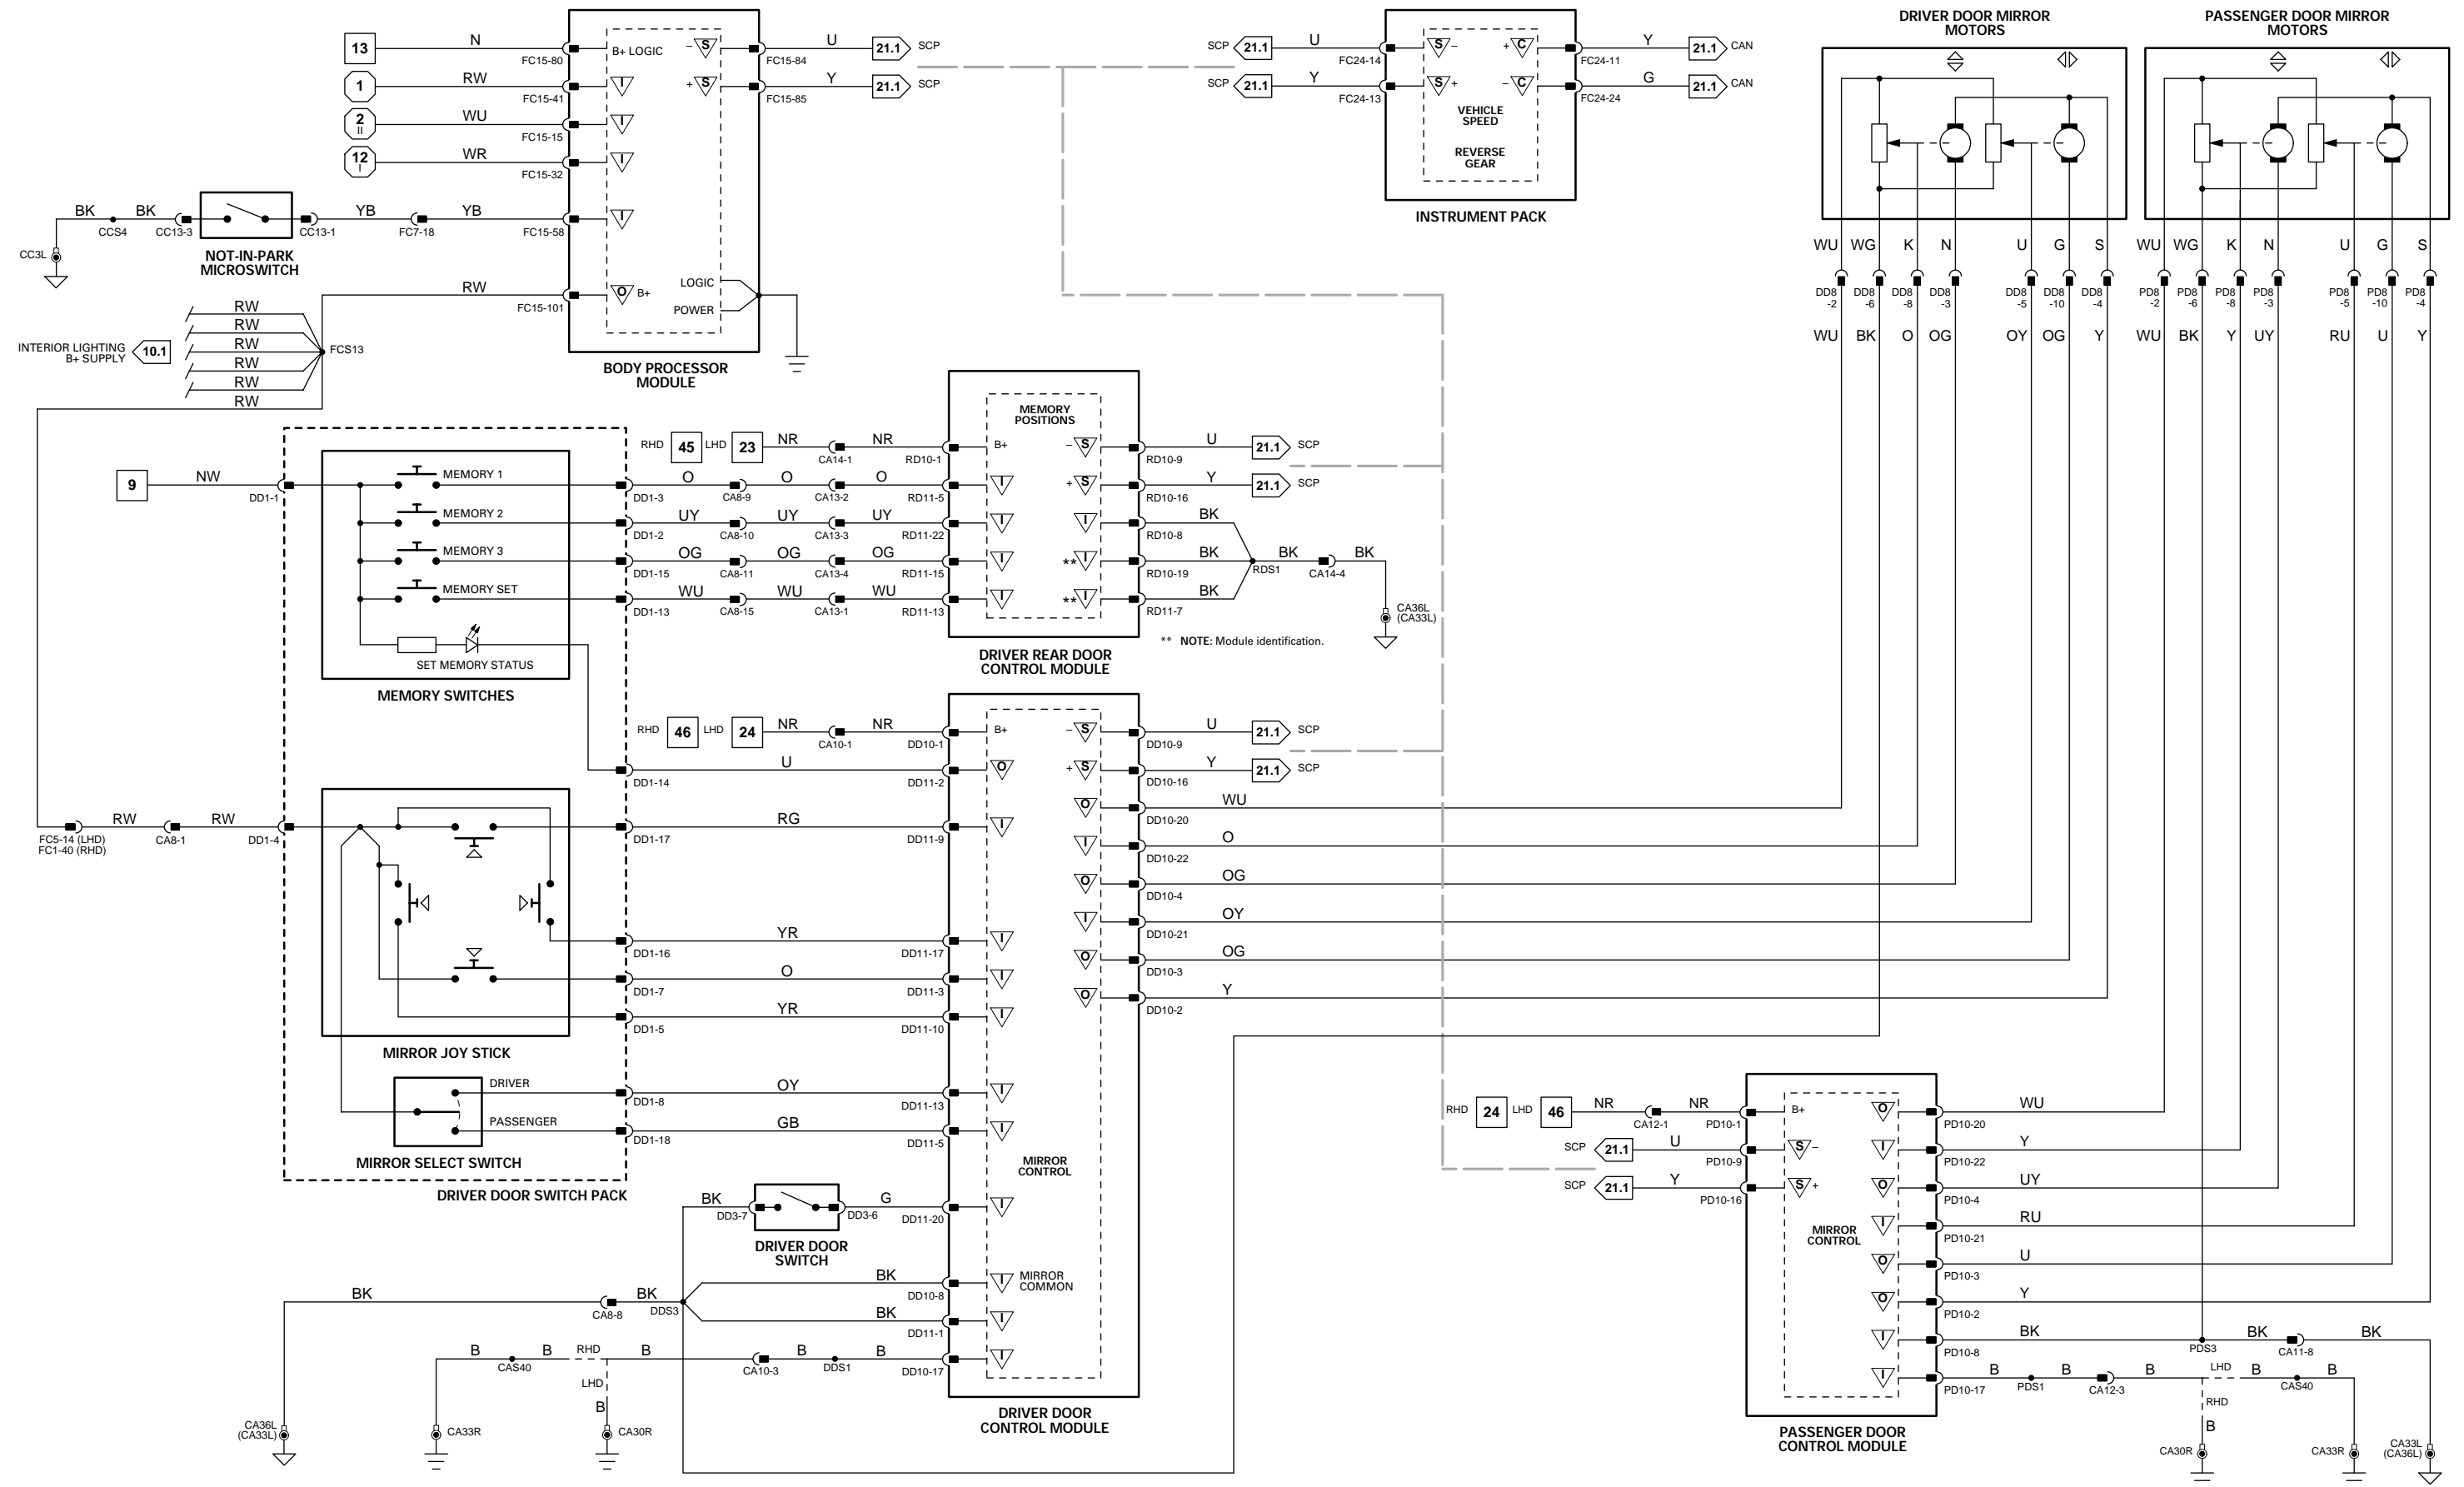 13
N
FC15-80
B+ LOGIC
– S
U
FC15-84
21.1
SCP
1
RW
FC15-41
I
+ S
Y
FC15-85
21.1
SCP
2
II
WU
FC15-15
I
12
I
WR
FC15-32
I
BK
CCS4
BK
CC13-3
CC13-1
YB
FC7-18
YB
FC15-58
I
CC3L
NOT-IN-PARK
MICROSWITCH
RW
FC15-101
O B+
LOGIC
POWER
BODY PROCESSOR
MODULE
RW
RW
RW
RW
RW
RW
INTERIOR LIGHTING
B+ SUPPLY
10.1
FCS13
SCP
21.1
U
FC24-14
S –
+ C
Y
FC24-11
21.1
CAN
SCP
21.1
Y
FC24-13
S +
– C
G
FC24-24
21.1
CAN
VEHICLE
SPEED
REVERSE
GEAR
INSTRUMENT PACK
DRIVER DOOR MIRROR
MOTORS
WU WG K N U G S
DD8
-2
DD8
-6
DD8
-8
DD8
-3
DD8
-5
DD8
-10
DD8
-4
WU BK O OG OY OG Y
PASSENGER DOOR MIRROR
MOTORS
WU WG K N U G S
PD8
-2
PD8
-6
PD8
-8
PD8
-3
PD8
-5
PD8
-10
PD8
-4
WU BK Y UY RU U Y
9
NW
DD1-1
MEMORY 1
MEMORY 2
MEMORY 3
MEMORY SET
SET MEMORY STATUS
MEMORY SWITCHES
RHD 45 LHD 23
NR
CA14-1
NR
RD10-1
B+
MEMORY
POSITIONS
DD1-3
O
CA8-9
O
CA13-2
O
RD11-5
I
DD1-2
UY
CA8-10
UY
CA13-3
UY
RD11-22
I
DD1-15
OG
CA8-11
OG
CA13-4
OG
RD11-15
I
DD1-13
WU
CA8-15
WU
CA13-1
WU
RD11-13
I
– S
U
RD10-9
21.1
SCP
+ S
Y
RD10-16
21.1
SCP
I
BK
RD10-8
** I
BK
RD10-19
** I
BK
RD11-7
RDS1
BK
CA14-4
BK
CA36L
(CA33L)
** NOTE: Module identification.
DRIVER REAR DOOR
CONTROL MODULE
RHD 46 LHD 24
NR
CA10-1
NR
DD10-1
B+
DD1-14
U
DD11-2
O
FC5-14 (LHD)
FC1-40 (RHD)
RW
CA8-1
RW
DD1-4
DD1-17
RG
DD11-9
I
DD1-16
YR
DD11-17
I
DD1-7
O
DD11-3
I
DD1-5
YR
DD11-10
I
MIRROR JOY STICK
DRIVER
DD1-8
OY
DD11-13
I
PASSENGER
DD1-18
GB
DD11-5
I
MIRROR SELECT SWITCH
DRIVER DOOR SWITCH PACK
– S
U
DD10-9
21.1
SCP
+ S
Y
DD10-16
21.1
SCP
O
WU
DD10-20
I
O
DD10-22
O
OG
DD10-4
I
OY
DD10-21
O
OG
DD10-3
O
Y
DD10-2
MIRROR
CONTROL
BK
DD3-7
DD3-6
G
DD11-20
I
DRIVER DOOR
SWITCH
BK
CA8-8
BK
DDS3
BK
DD10-8
I
MIRROR
COMMON
BK
DD11-1
I
B
CAS40
B
RHD
LHD
B
B
CA10-3
B
DDS1
B
DD10-17
I
CA36L
(CA33L)
CA33R
CA30R
DRIVER DOOR
CONTROL MODULE
RHD 24 LHD 46
NR
CA12-1
NR
PD10-1
B+
SCP
21.1
U
PD10-9
S –
SCP
21.1
Y
PD10-16
S +
MIRROR
CONTROL
O
WU
PD10-20
I
Y
PD10-22
O
UY
PD10-4
I
RU
PD10-21
O
U
PD10-3
O
Y
PD10-2
I
BK
PD10-8
PDS3
BK
CA11-8
BK
I
B
PD10-17
PDS1
B
CA12-3
B
LHD
RHD
B
B
CAS40
B
CA30R
CA33R
CA33L
(CA36L)
PASSENGER DOOR
CONTROL MODULE